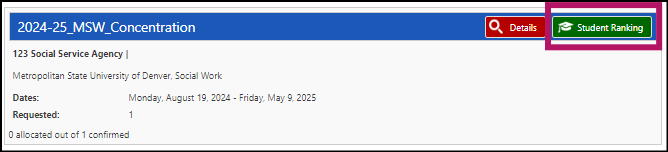 2024-25_MSW_Concentration Details Student Ranking
123 Social Service Agency |
Metropolitan State University of Denver, Social Work
Dates: Monday, August 19, 2024 - Friday, May 9, 2025
Requested: 1
0 allocated out of 1 confirmed